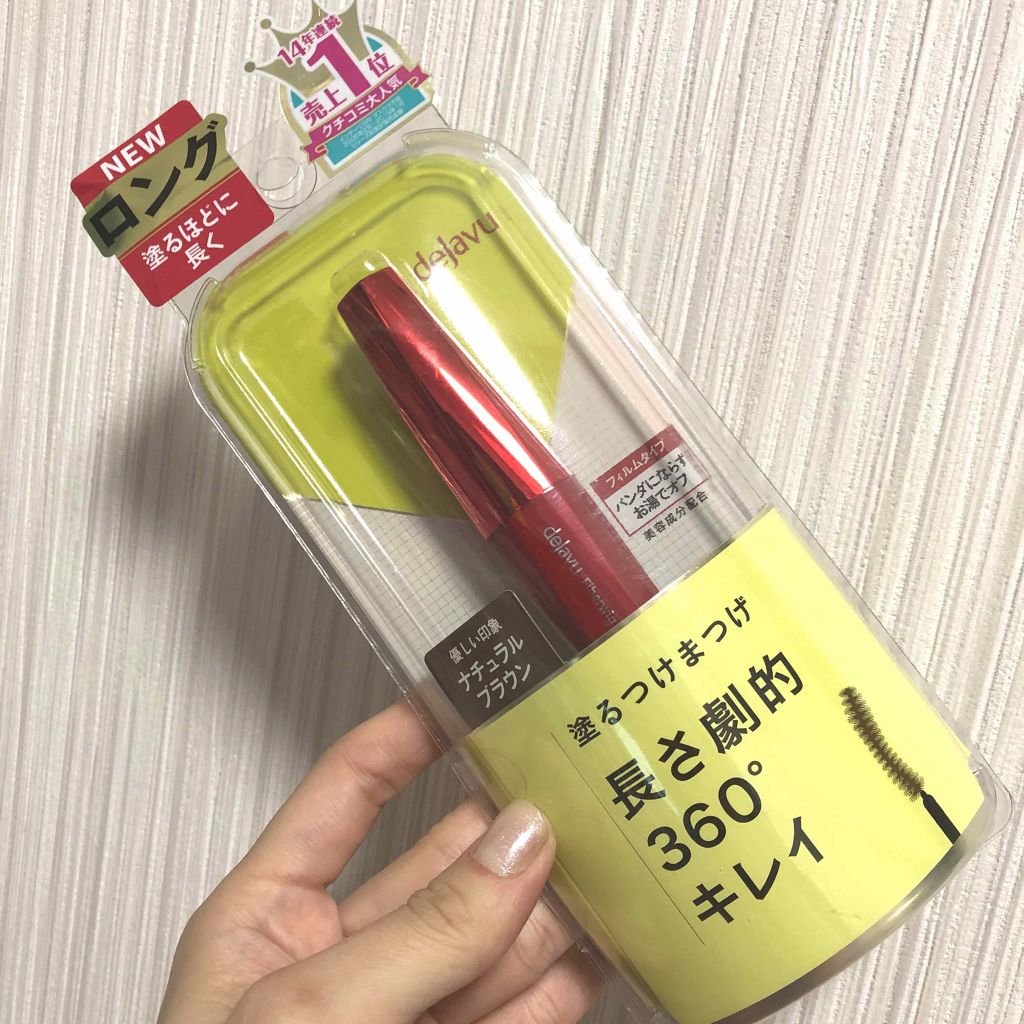 14年連続
売上1位
クチコミ大人気
NEW
ロング
塗るほどに
長く
dejavu
フィルムタイプ
パンダにならず
お湯でオフ
美容成分配合
dejavu
優しい印象
ナチュラル
ブラウン
塗るつけまつげ
長さ劇的
360°
キレイ